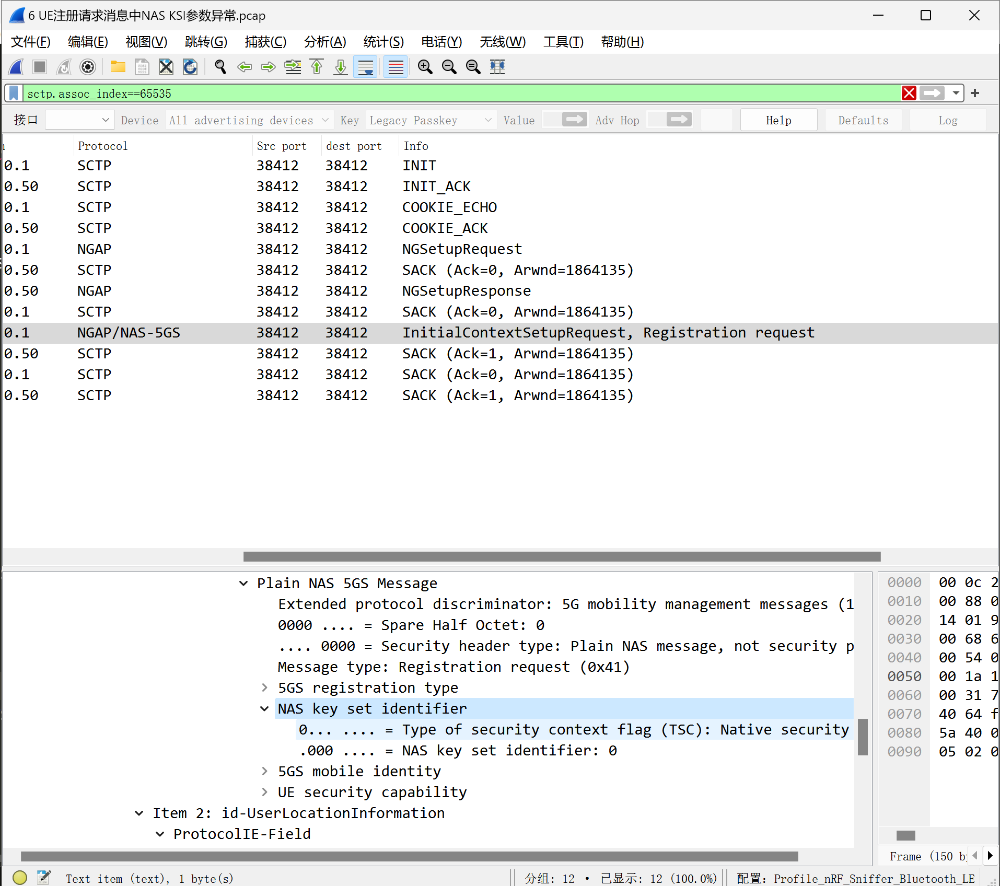 6 UE注册请求消息中NAS KSI参数异常.pcap
文件(F) 编辑(E) 视图(V) 跳转(G) 捕获(C) 分析(A) 统计(S) 电话(Y) 无线(W) 工具(T) 帮助(H)
sctp.assoc_index==65535
接口 Device All advertising devices Key Legacy Passkey Value Adv Hop Help Defaults Log
Protocol Src port dest port Info
0.1 SCTP 38412 38412 INIT
0.50 SCTP 38412 38412 INIT_ACK
0.1 SCTP 38412 38412 COOKIE_ECHO
0.50 SCTP 38412 38412 COOKIE_ACK
0.1 NGAP 38412 38412 NGSetupRequest
0.50 SCTP 38412 38412 SACK (Ack=0, Arwnd=1864135)
0.50 NGAP 38412 38412 NGSetupResponse
0.1 SCTP 38412 38412 SACK (Ack=0, Arwnd=1864135)
0.1 NGAP/NAS-5GS 38412 38412 InitialContextSetupRequest, Registration request
0.50 SCTP 38412 38412 SACK (Ack=1, Arwnd=1864135)
0.1 SCTP 38412 38412 SACK (Ack=0, Arwnd=1864135)
0.50 SCTP 38412 38412 SACK (Ack=1, Arwnd=1864135)
Plain NAS 5GS Message
Extended protocol discriminator: 5G mobility management messages (1
0000 .... = Spare Half Octet: 0
.... 0000 = Security header type: Plain NAS message, not security p
Message type: Registration request (0x41)
5GS registration type
NAS key set identifier
0... .... = Type of security context flag (TSC): Native security
.000 .... = NAS key set identifier: 0
5GS mobile identity
UE security capability
Item 2: id-UserLocationInformation
ProtocolIE-Field
0000 00 0c 2
0010 00 88 0
0020 14 01 9
0030 00 68 6
0040 00 54 0
0050 00 1a 1
0060 00 31 7
0070 40 64 f
0080 5a 40 0
0090 05 02 0
Frame (150 by
Text item (text), 1 byte(s) 分组: 12 · 已显示: 12 (100.0%) 配置: Profile_nRF_Sniffer_Bluetooth_LE